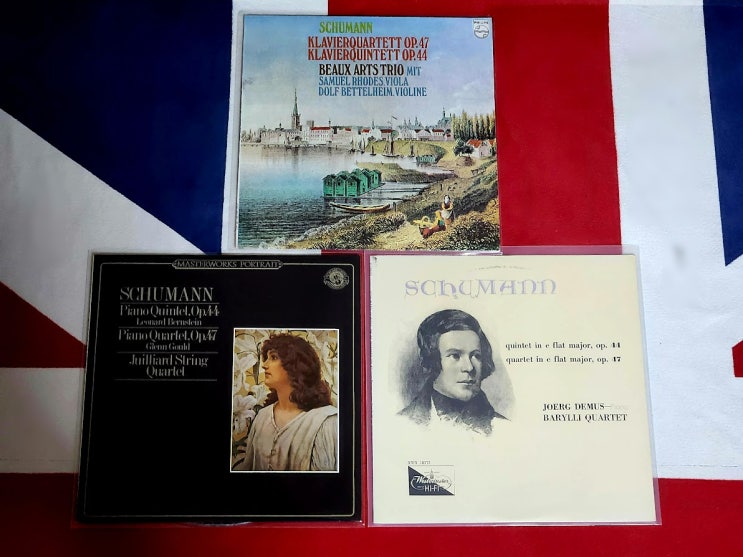 SCHUMANN
KLAVIERQUARTETT OP.47
KLAVIERQUINTETT OP.44
BEAUX ARTS TRIO MIT
SAMUEL RHODES, VIOLA
DOLF BETTELHEIM, VIOLINE
PHILIPS
MASTERWORKS PORTRAIT
SCHUMANN
Piano Quintet, Op.44
Leonard Bernstein
Piano Quartet, Op.47
Glenn Gould
Juilliard String
Quartet
SChUMANN
quintet in e flat major, op. 44
quartet in e flat major, op. 47
JOERG DEMUS—
BARYLLI QUARTET
Westminster
HI-FI